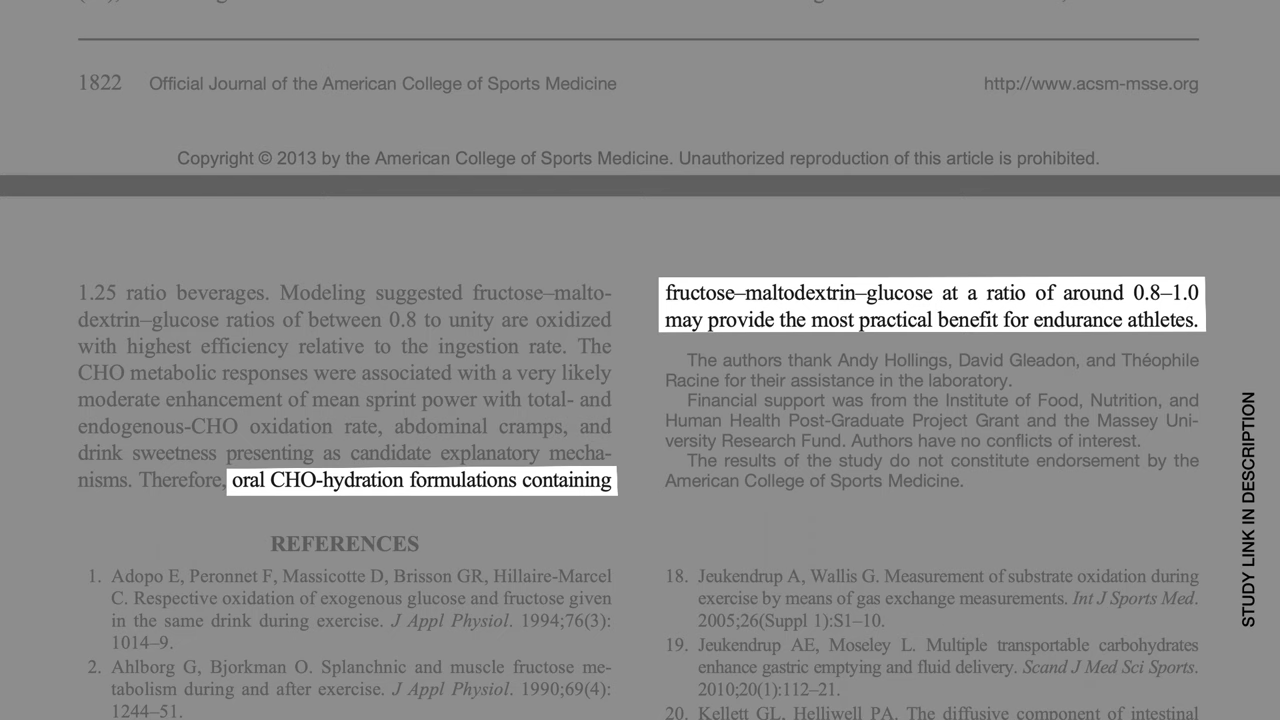 1822 Official Journal of the American College of Sports Medicine
http://www.acsm-msse.org
Copyright © 2013 by the American College of Sports Medicine. Unauthorized reproduction of this article is prohibited.
1.25 ratio beverages. Modeling suggested fructose–malto-
dextrin–glucose ratios of between 0.8 to unity are oxidized
with highest efficiency relative to the ingestion rate. The
CHO metabolic responses were associated with a very likely
moderate enhancement of mean sprint power with total- and
endogenous-CHO oxidation rate, abdominal cramps, and
drink sweetness presenting as candidate explanatory mecha-
nisms. Therefore, oral CHO-hydration formulations containing
fructose–maltodextrin–glucose at a ratio of around 0.8–1.0
may provide the most practical benefit for endurance athletes.
The authors thank Andy Hollings, David Gleadon, and Théophile
Racine for their assistance in the laboratory.
Financial support was from the Institute of Food, Nutrition, and
Human Health Post-Graduate Project Grant and the Massey Uni-
versity Research Fund. Authors have no conflicts of interest.
The results of the study do not constitute endorsement by the
American College of Sports Medicine.
REFERENCES
1. Adopo E, Peronnet F, Massicotte D, Brisson GR, Hillaire-Marcel
C. Respective oxidation of exogenous glucose and fructose given
in the same drink during exercise. J Appl Physiol. 1994;76(3):
1014–9.
2. Ahlborg G, Bjorkman O. Splanchnic and muscle fructose me-
tabolism during and after exercise. J Appl Physiol. 1990;69(4):
1244–51.
18. Jeukendrup A, Wallis G. Measurement of substrate oxidation during
exercise by means of gas exchange measurements. Int J Sports Med.
2005;26(Suppl 1):S1–10.
19. Jeukendrup AE, Moseley L. Multiple transportable carbohydrates
enhance gastric emptying and fluid delivery. Scand J Med Sci Sports.
2010;20(1):112–21.
20. Kellett GL, Helliwell PA. The diffusive component of intestinal
STUDY LINK IN DESCRIPTION